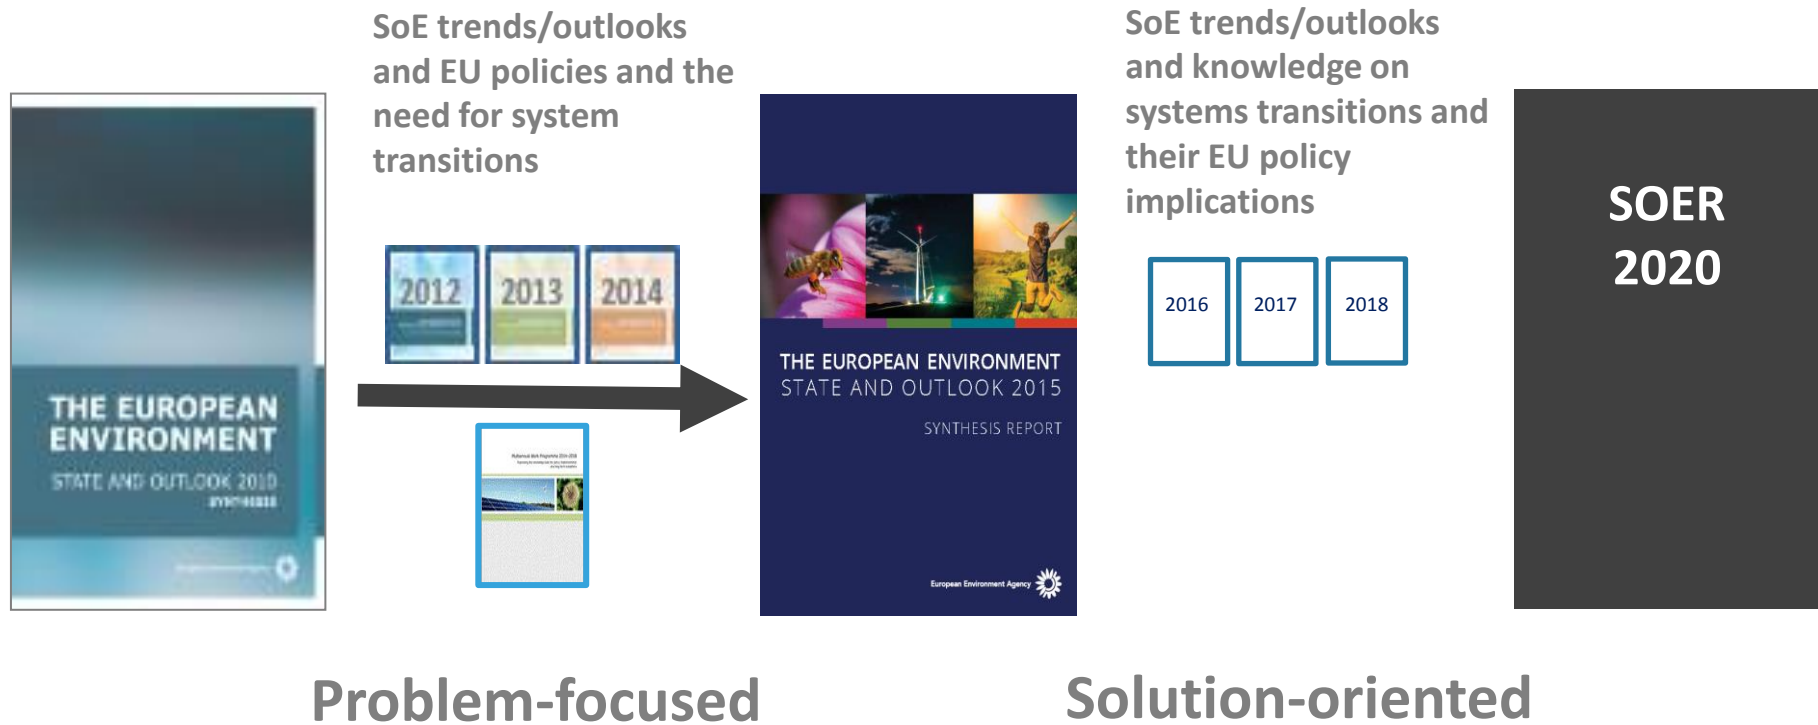 SoE trends/outlooks
and EU policies and the
need for system
transitions
SoE trends/outlooks
and knowledge on
systems transitions and
their EU policy
implications
THE EUROPEAN
ENVIRONMENT
STATE AND OUTLOOK 2010
SYNTHESIS
2012
2013
2014
THE EUROPEAN ENVIRONMENT
STATE AND OUTLOOK 2015
SYNTHESIS REPORT
European Environment Agency
2016
2017
2018
SOER
2020
Problem-focused
Solution-oriented